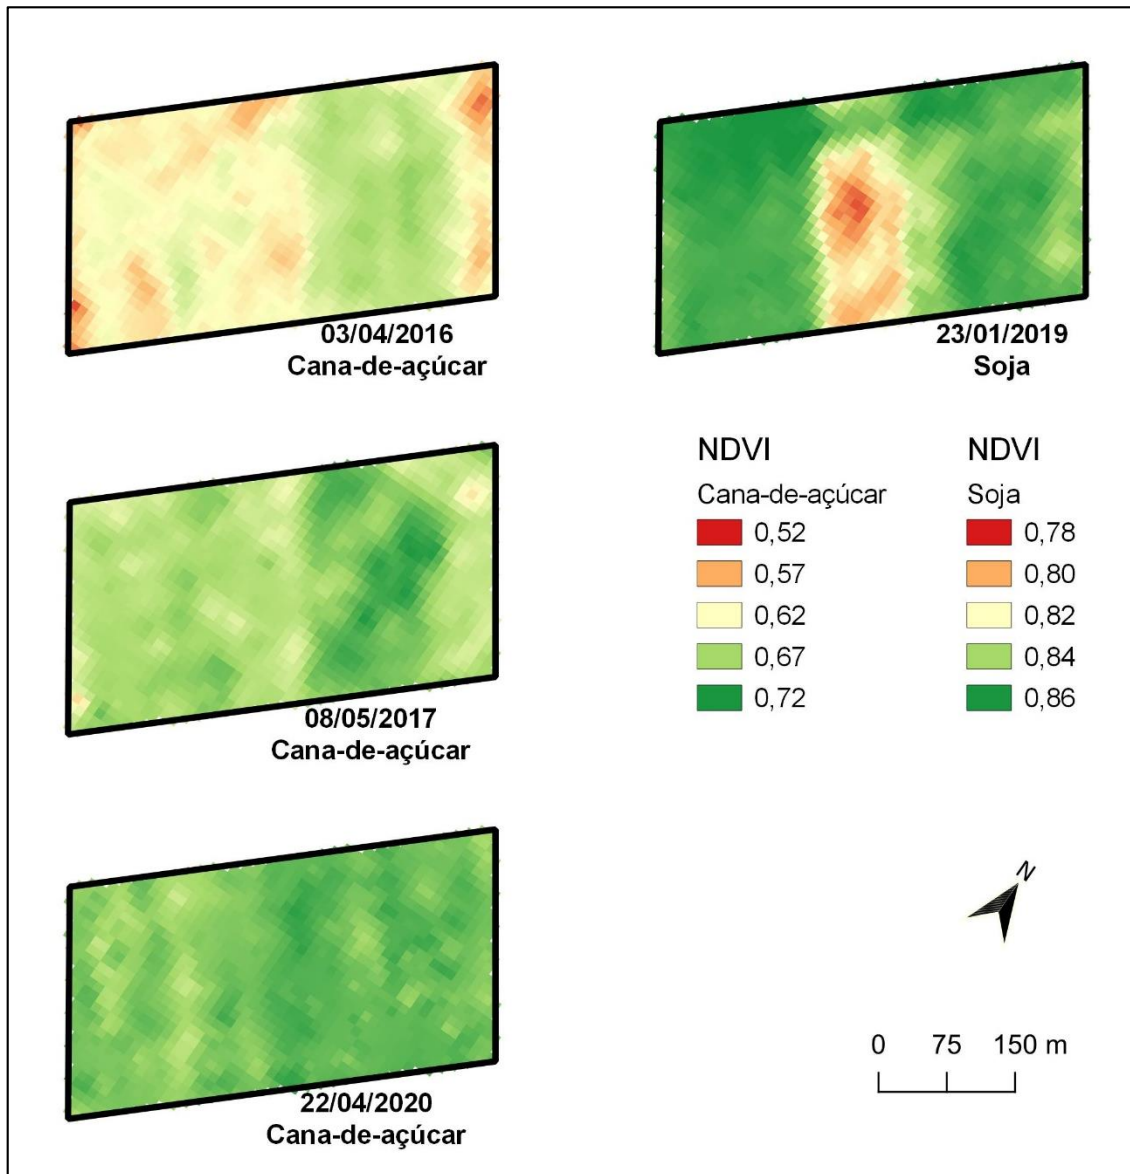 03/04/2016
Cana-de-açúcar
23/01/2019
Soja
08/05/2017
Cana-de-açúcar
NDVI
Cana-de-açúcar
0,52
0,57
0,62
0,67
0,72
NDVI
Soja
0,78
0,80
0,82
0,84
0,86
22/04/2020
Cana-de-açúcar
N
0 75 150 m